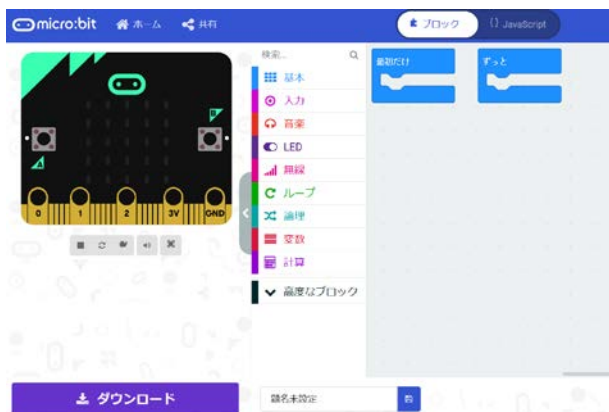 micro:bit
ホーム
共有
ブロック
{} JavaScript
検索...
基本
入力
音楽
LED
無線
ループ
論理
変数
計算
高度なブロック
最初だけ
ずっと
B
A
0 1 2 3V GND
ダウンロード
題名未設定